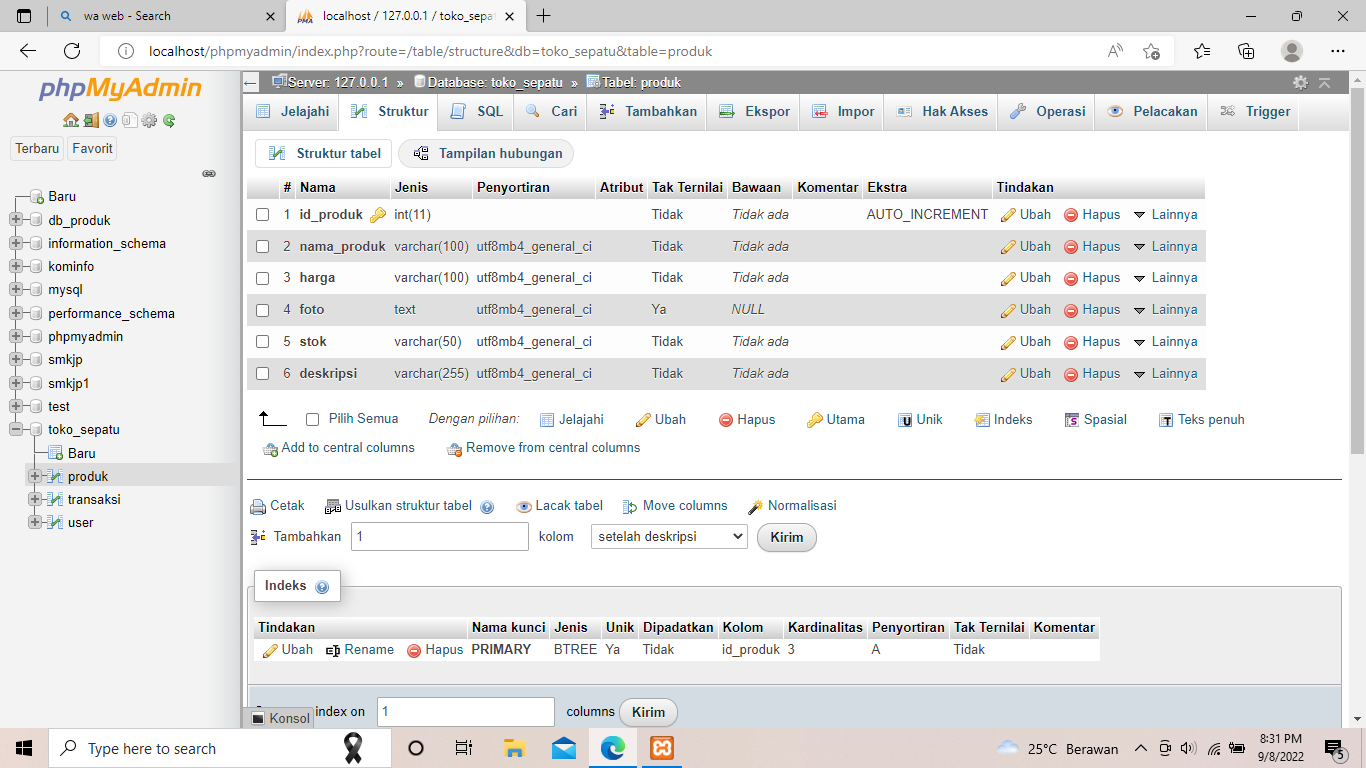 wa web - Search
localhost / 127.0.0.1 / toko_sepat
localhost/phpmyadmin/index.php?route=/table/structure&db=toko_sepatu&table=produk
phpMyAdmin
Terbaru Favorit
Baru
db_produk
information_schema
kominfo
mysql
performance_schema
phpmyadmin
smkjp
smkjp1
test
toko_sepatu
Baru
produk
transaksi
user
Server: 127.0.0.1 » Database: toko_sepatu » Tabel: produk
Jelajahi Struktur SQL Cari Tambahkan Ekspor Impor Hak Akses Operasi Pelacakan Trigger
Struktur tabel Tampilan hubungan
# Nama Jenis Penyortiran Atribut Tak Ternilai Bawaan Komentar Ekstra Tindakan
1 id_produk int(11) Tidak Tidak ada AUTO_INCREMENT Ubah Hapus Lainnya
2 nama_produk varchar(100) utf8mb4_general_ci Tidak Tidak ada Ubah Hapus Lainnya
3 harga varchar(100) utf8mb4_general_ci Tidak Tidak ada Ubah Hapus Lainnya
4 foto text utf8mb4_general_ci Ya NULL Ubah Hapus Lainnya
5 stok varchar(50) utf8mb4_general_ci Tidak Tidak ada Ubah Hapus Lainnya
6 deskripsi varchar(255) utf8mb4_general_ci Tidak Tidak ada Ubah Hapus Lainnya
Pilih Semua Dengan pilihan: Jelajahi Ubah Hapus Utama Unik Indeks Spasial Teks penuh
Add to central columns Remove from central columns
Cetak Usulkan struktur tabel Lacak tabel Move columns Normalisasi
Tambahkan 1 kolom setelah deskripsi Kirim
Indeks
Tindakan Nama kunci Jenis Unik Dipadatkan Kolom Kardinalitas Penyortiran Tak Ternilai Komentar
Ubah Rename Hapus PRIMARY BTREE Ya Tidak id_produk 3 A Tidak
index on 1 columns Kirim
Konsol
Type here to search
25°C Berawan
8:31 PM
9/8/2022
5